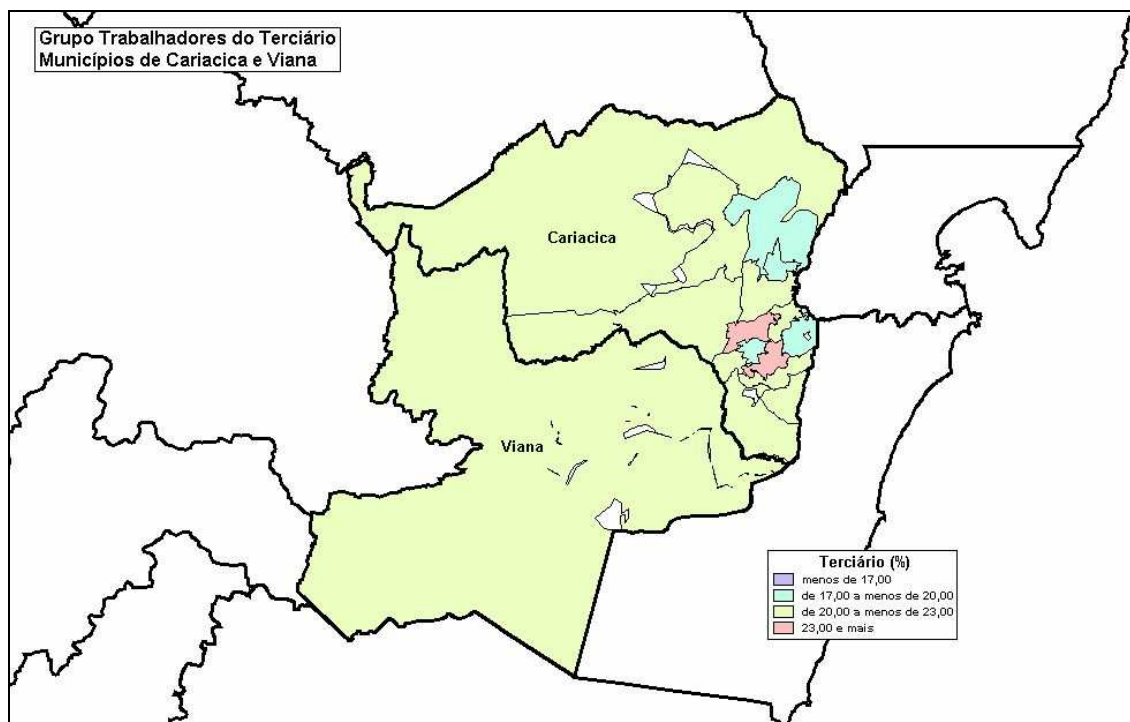 Grupo Trabalhadores do Terciário
Municípios de Cariacica e Viana
Cariacica
Viana
Terciário (%)
menos de 17,00
de 17,00 a menos de 20,00
de 20,00 a menos de 23,00
23,00 e mais